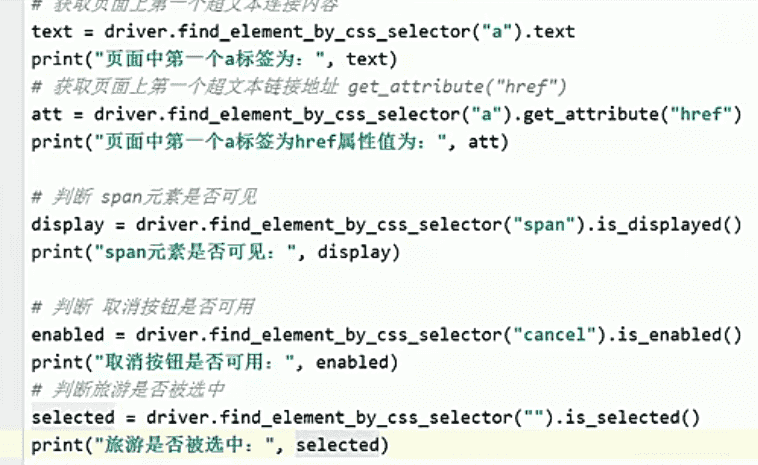 # 获取页面上第一个超文本连接内容
text = driver.find_element_by_css_selector("a").text
print("页面中第一个a标签为：", text)
# 获取页面上第一个超文本链接地址 get_attribute("href")
att = driver.find_element_by_css_selector("a").get_attribute("href")
print("页面中第一个a标签为href属性值为：", att)
# 判断 span元素是否可见
display = driver.find_element_by_css_selector("span").is_displayed()
print("span元素是否可见：", display)
# 判断 取消按钮是否可用
enabled = driver.find_element_by_css_selector("cancel").is_enabled()
print("取消按钮是否可用：", enabled)
# 判断旅游是否被选中
selected = driver.find_element_by_css_selector("").is_selected()
print("旅游是否被选中：", selected)